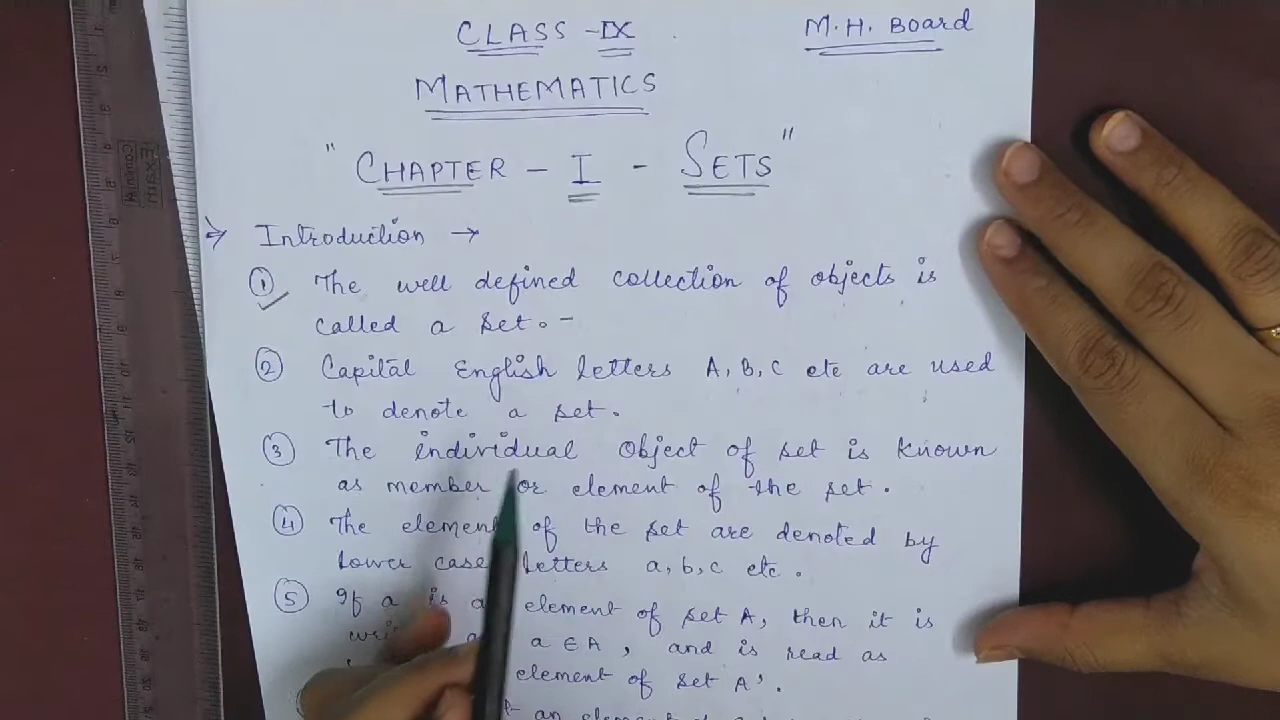 CLASS - IX
M.H. BOARD
MATHEMATICS
"CHAPTER - I - SETS"
⇒ Introduction →
① The well defined collection of objects is
called a set. -
② Capital English letters A, B, C etc are used
to denote a set.
③ The individual object of set is known
as member or element of the set.
④ The element of the set are denoted by
lower case letters a, b, c etc.
⑤ If a is a element of set A, then it is
a ∈ A, and is read as
element of set A'.
an element